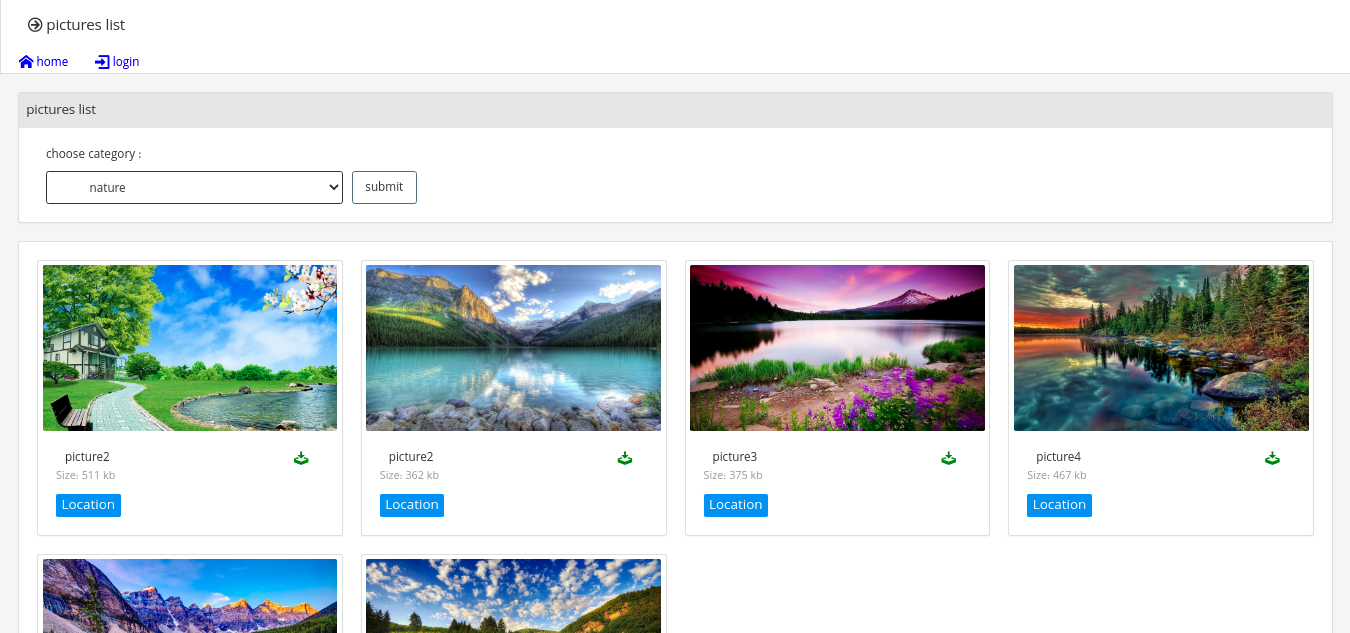 pictures list
home login
pictures list
choose category :
nature submit
picture2 picture2 picture3 picture4
Size: 511 kb Size: 362 kb Size: 375 kb Size: 467 kb
Location Location Location Location